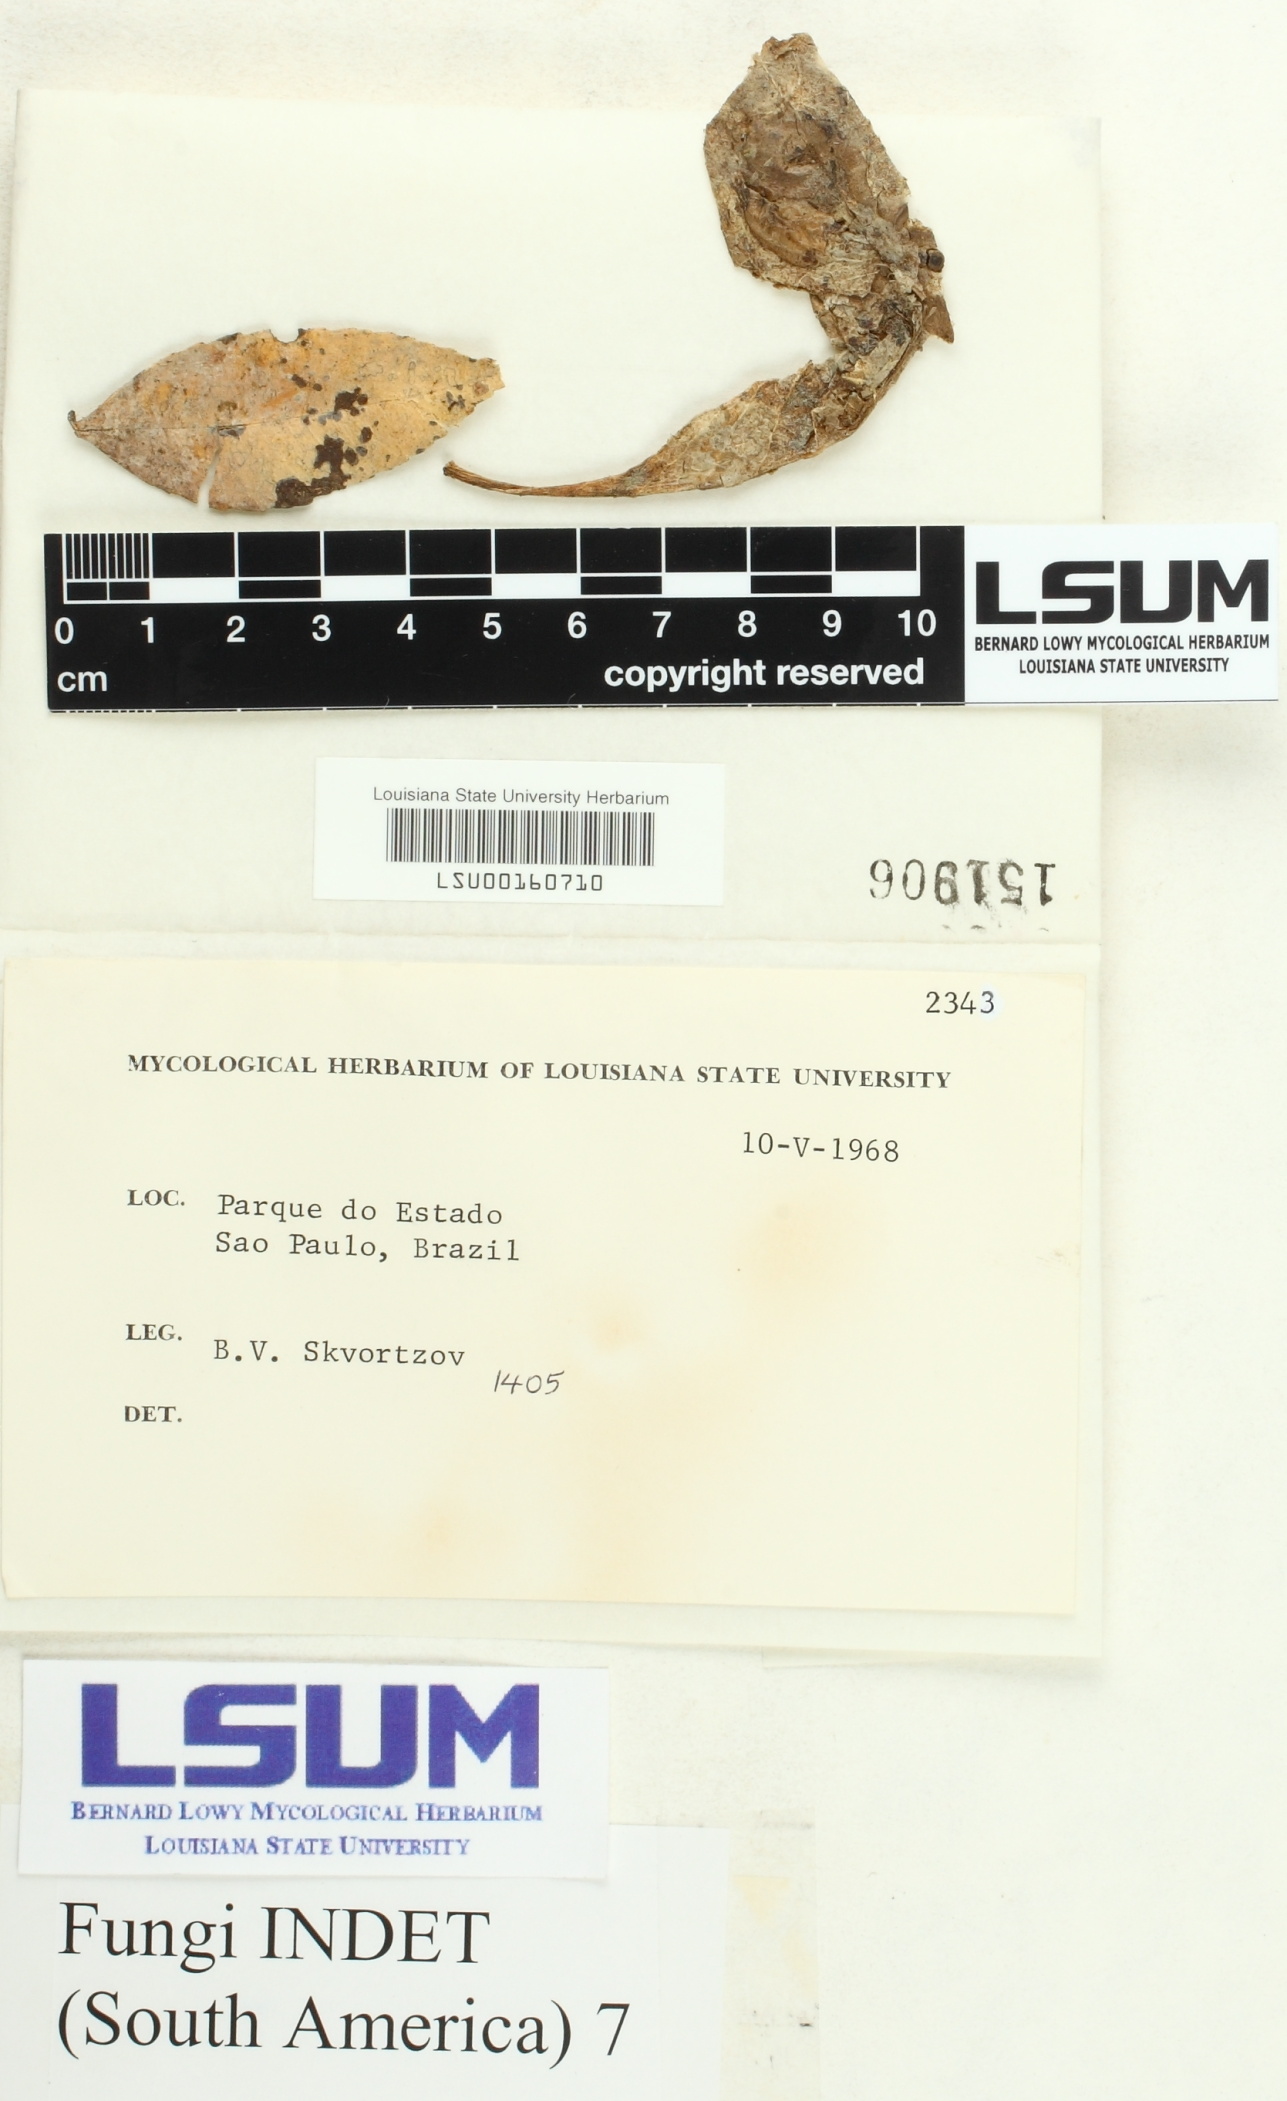 0 1 2 3 4 5 6 7 8 9 10
cm
copyright reserved
LSUM
BERNARD LOWY MYCOLOGICAL HERBARIUM
LOUISIANA STATE UNIVERSITY
Louisiana State University Herbarium
LSU00160710
151906
2343
MYCOLOGICAL HERBARIUM OF LOUISIANA STATE UNIVERSITY
10-V-1968
LOC. Parque do Estado
Sao Paulo, Brazil
LEG. B.V. Skvortzov
1405
DET.
LSUM
BERNARD LOWY MYCOLOGICAL HERBARIUM
LOUISIANA STATE UNIVERSITY
Fungi INDET
(South America) 7